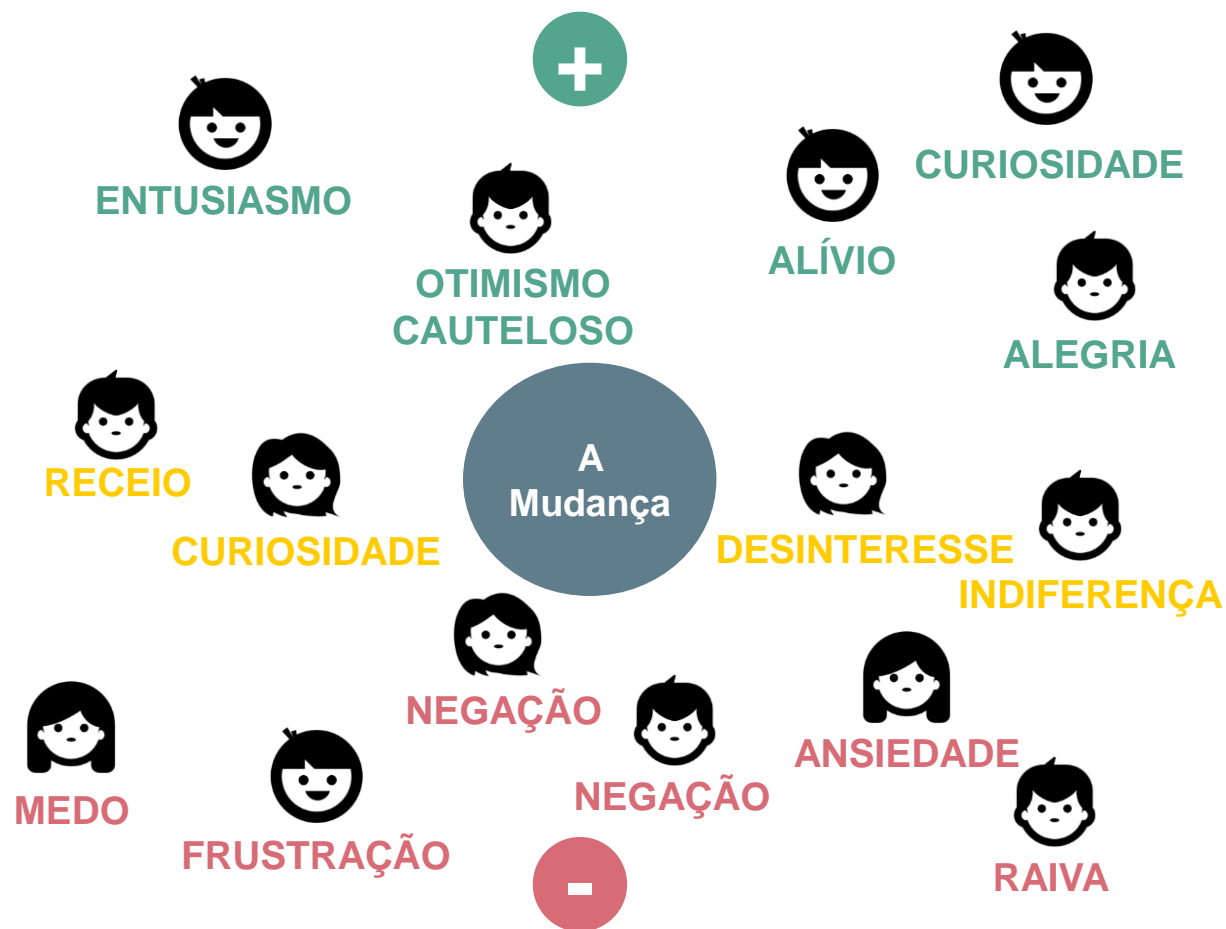 +
CURIOSIDADE
ENTUSIASMO
ALÍVIO
OTIMISMO
CAUTELOSO
ALEGRIA
A
Mudança
RECEIO
CURIOSIDADE
DESINTERESSE
INDIFERENÇA
NEGAÇÃO
ANSIEDADE
NEGAÇÃO
MEDO
FRUSTRAÇÃO
RAIVA
-